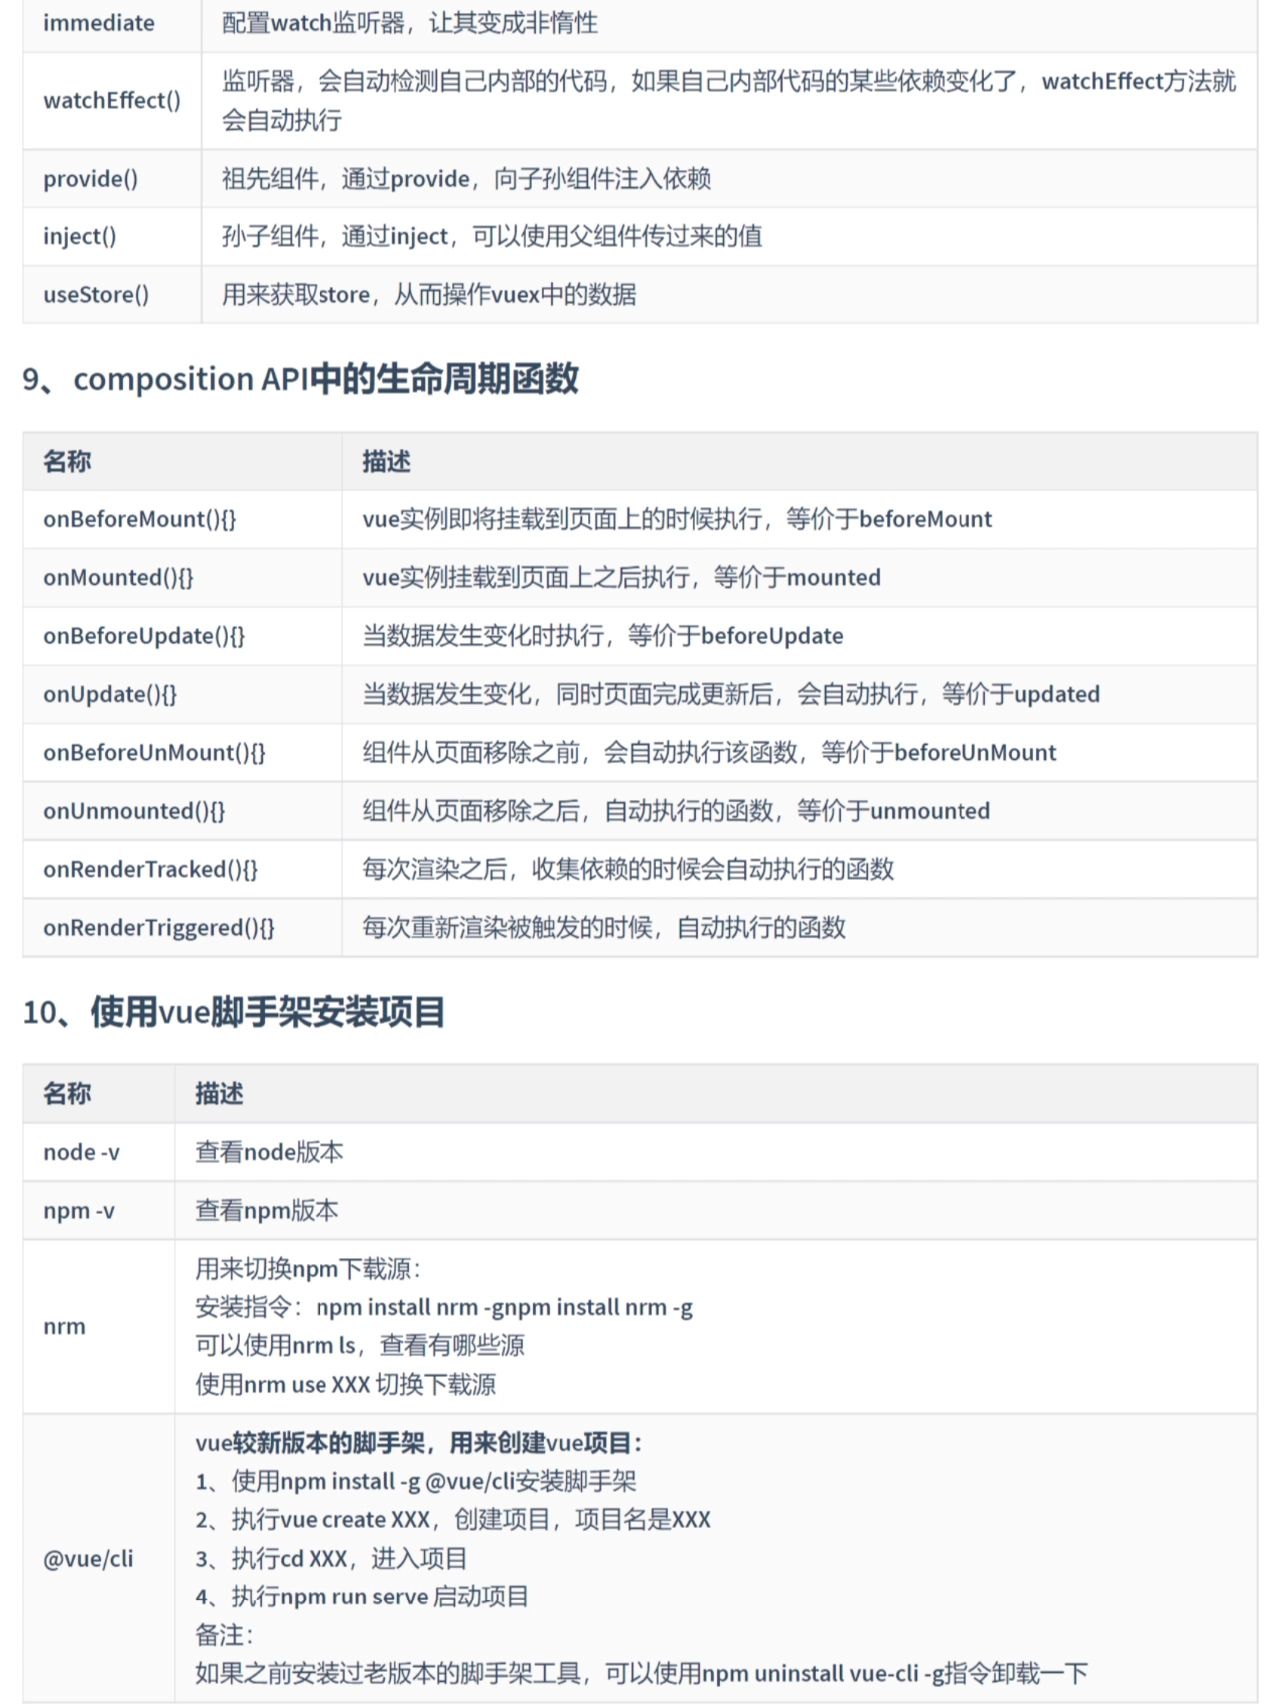 immediate 配置watch监听器，让其变成非惰性
watchEffect() 监听器，会自动检测自己内部的代码，如果自己内部代码的某些依赖变化了，watchEffect方法就
会自动执行
provide() 祖先组件，通过provide，向子孙组件注入依赖
inject() 孙子组件，通过inject，可以使用父组件传过来的值
useStore() 用来获取store，从而操作vuex中的数据
9、composition API中的生命周期函数
名称 描述
onBeforeMount(){} vue实例即将挂载到页面上的时候执行，等价于beforeMount
onMounted(){} vue实例挂载到页面上之后执行，等价于mounted
onBeforeUpdate(){} 当数据发生变化时执行，等价于beforeUpdate
onUpdate(){} 当数据发生变化，同时页面完成更新后，会自动执行，等价于updated
onBeforeUnMount(){} 组件从页面移除之前，会自动执行该函数，等价于beforeUnMount
onUnmounted(){} 组件从页面移除之后，自动执行的函数，等价于unmounted
onRenderTracked(){} 每次渲染之后，收集依赖的时候会自动执行的函数
onRenderTriggered(){} 每次重新渲染被触发的时候，自动执行的函数
10、使用vue脚手架安装项目
名称 描述
node -v 查看node版本
npm -v 查看npm版本
nrm
用来切换npm下载源：
安装指令：npm install nrm -gnpm install nrm -g
可以使用nrm ls，查看有哪些源
使用nrm use XXX 切换下载源
@vue/cli
vue较新版本的脚手架，用来创建vue项目：
1、使用npm install -g @vue/cli安装脚手架
2、执行vue create XXX，创建项目，项目名是XXX
3、执行cd XXX，进入项目
4、执行npm run serve 启动项目
备注：
如果之前安装过老版本的脚手架工具，可以使用npm uninstall vue-cli -g指令卸载一下